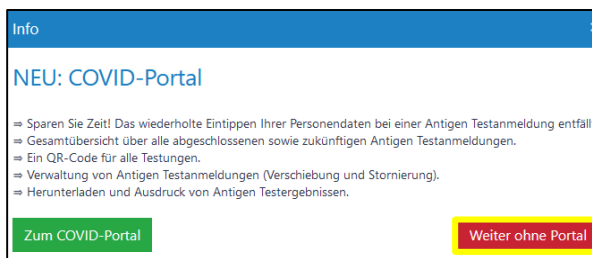 Info
NEU: COVID-Portal
⇒ Sparen Sie Zeit! Das wiederholte Eintippen Ihrer Personendaten bei einer Antigen Testanmeldung entfäll
⇒ Gesamtübersicht über alle abgeschlossenen sowie zukünftigen Antigen Testanmeldungen.
⇒ Ein QR-Code für alle Testungen.
⇒ Verwaltung von Antigen Testanmeldungen (Verschiebung und Stornierung).
⇒ Herunterladen und Ausdruck von Antigen Testergebnissen.
Zum COVID-Portal
Weiter ohne Portal